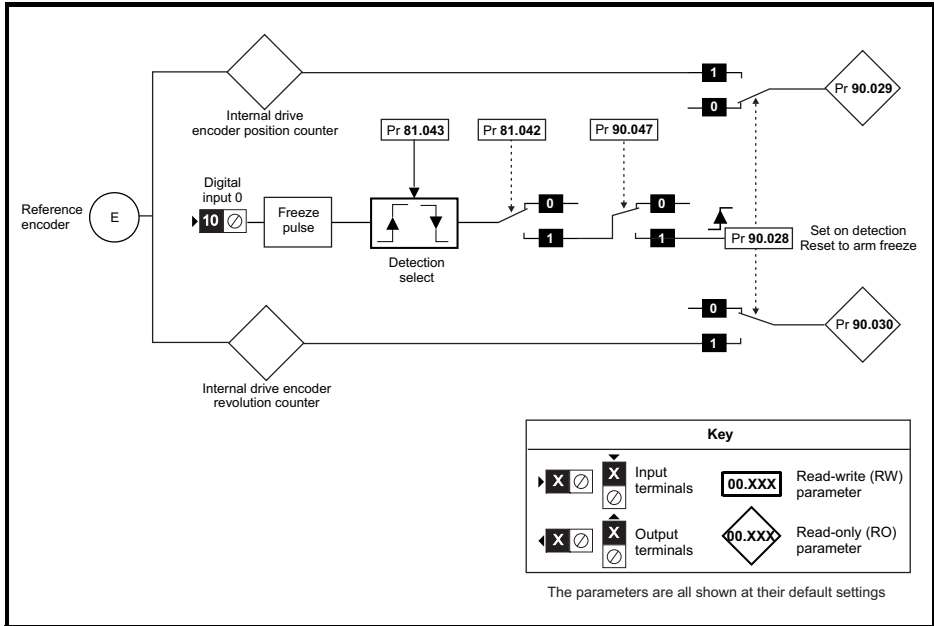 1
0
Pr 90.029
Internal drive
encoder position counter
Pr 81.043
Pr 81.042
Pr 90.047
Digital
input 0
Reference
encoder
E
10
Freeze
pulse
0
1
0
1
Pr 90.028
Set on detection
Reset to arm freeze
Detection
select
0
1
Pr 90.030
Internal drive encoder
revolution counter
Key
X
X
Input
terminals
00.XXX
Read-write (RW)
parameter
X
X
Output
terminals
00.XXX
Read-only (RO)
parameter
The parameters are all shown at their default settings